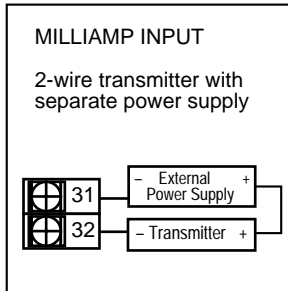 MILLIAMP INPUT
2-wire transmitter with
separate power supply
31
– External +
Power Supply
32
– Transmitter +